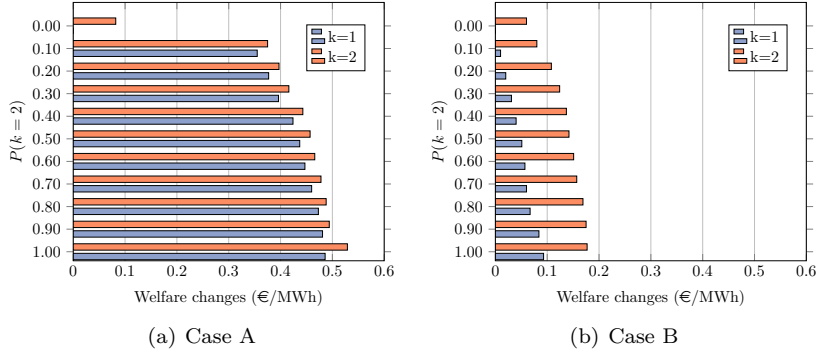 0.00
0.10
0.20
0.30
0.40
0.50
0.60
0.70
0.80
0.90
1.00
P(k = 2)
k=1
k=2
0 0.1 0.2 0.3 0.4 0.5 0.6
Welfare changes (€/MWh)
(a) Case A
0.00
0.10
0.20
0.30
0.40
0.50
0.60
0.70
0.80
0.90
1.00
P(k = 2)
k=1
k=2
0 0.1 0.2 0.3 0.4 0.5 0.6
Welfare changes (€/MWh)
(b) Case B